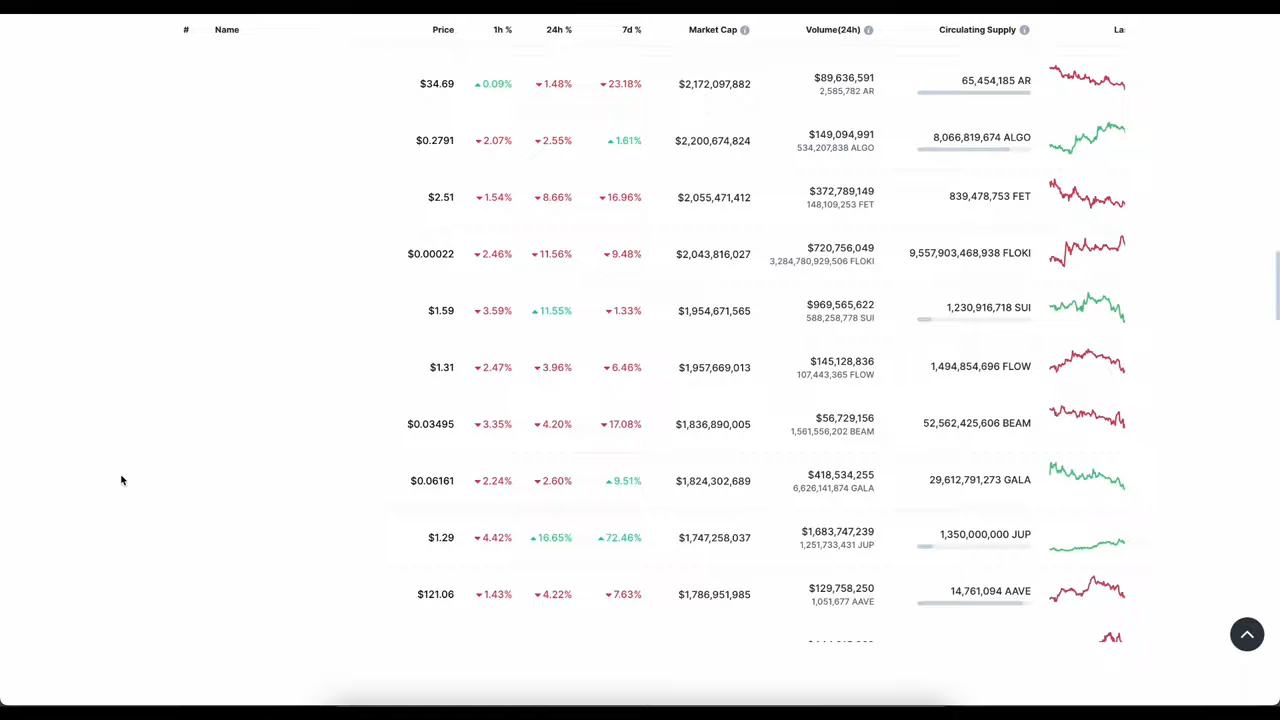 # Name Price 1h % 24h % 7d % Market Cap Volume(24h) Circulating Supply
$34.69 0.09% 1.48% 23.18% $2,172,097,882 $89,636,591 65,454,185 AR
2,585,782 AR
$0.2791 2.07% 2.55% 1.61% $2,200,674,824 $149,094,991 8,066,819,674 ALGO
534,207,838 ALGO
$2.51 1.54% 8.66% 16.96% $2,055,471,412 $372,789,149 839,478,753 FET
148,109,253 FET
$0.00022 2.46% 11.56% 9.48% $2,043,816,027 $720,756,049 9,557,903,468,938 FLOKI
3,284,780,929,506 FLOKI
$1.59 3.59% 11.55% 1.33% $1,954,671,565 $969,565,622 1,230,916,718 SUI
588,258,778 SUI
$1.31 2.47% 3.96% 6.46% $1,957,669,013 $145,128,836 1,494,854,696 FLOW
107,443,365 FLOW
$0.03495 3.35% 4.20% 17.08% $1,836,890,005 $56,729,156 52,562,425,606 BEAM
1,561,556,202 BEAM
$0.06161 2.24% 2.60% 9.51% $1,824,302,689 $418,534,255 29,612,791,273 GALA
6,626,141,874 GALA
$1.29 4.42% 16.65% 72.46% $1,747,258,037 $1,683,747,239 1,350,000,000 JUP
1,251,733,431 JUP
$121.06 1.43% 4.22% 7.63% $1,786,951,985 $129,758,250 14,761,094 AAVE
1,051,677 AAVE